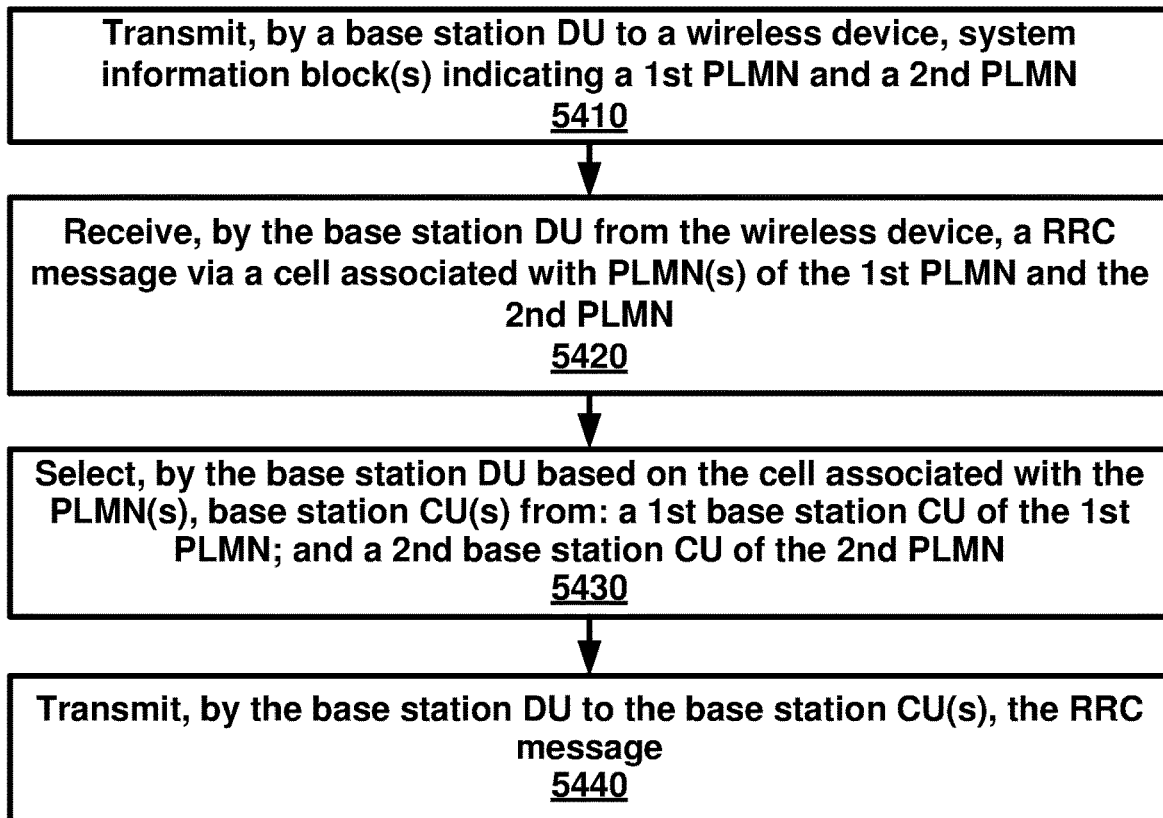 Transmit, by a base station DU to a wireless device, system
information block(s) indicating a 1st PLMN and a 2nd PLMN
5410
Receive, by the base station DU from the wireless device, a RRC
message via a cell associated with PLMN(s) of the 1st PLMN and the
2nd PLMN
5420
Select, by the base station DU based on the cell associated with the
PLMN(s), base station CU(s) from: a 1st base station CU of the 1st
PLMN; and a 2nd base station CU of the 2nd PLMN
5430
Transmit, by the base station DU to the base station CU(s), the RRC
message
5440